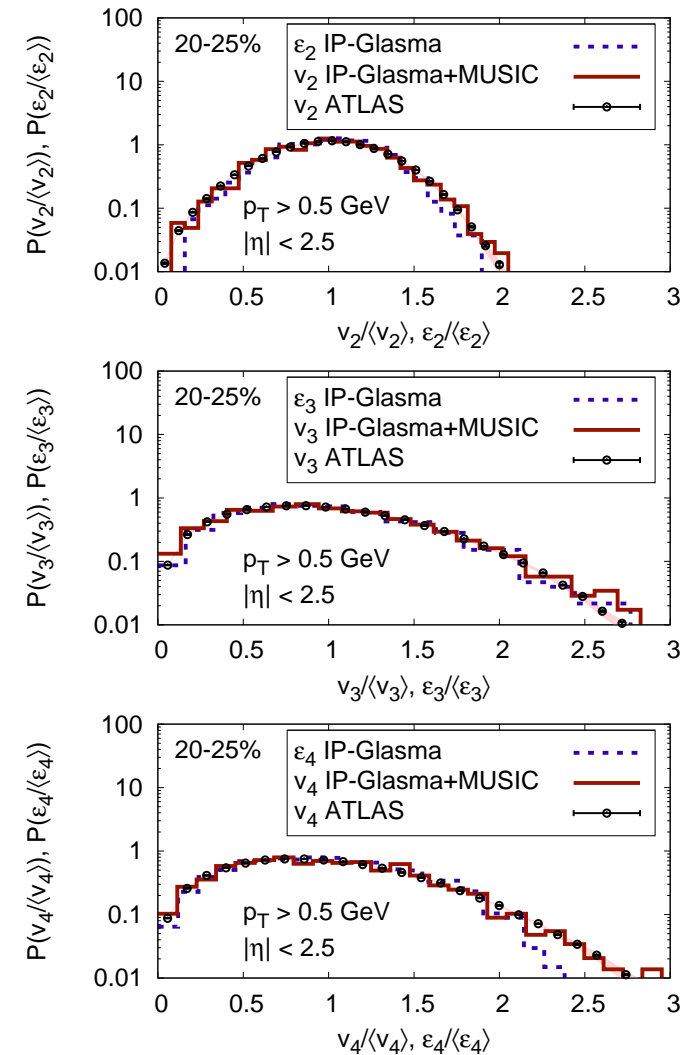 20-25%
ε2 IP-Glasma
v2 IP-Glasma+MUSIC
v2 ATLAS
pT > 0.5 GeV
|η| < 2.5
P(v2/⟨v2⟩), P(ε2/⟨ε2⟩)
100
10
1
0.1
0.01
0 0.5 1 1.5 2 2.5 3
v2/⟨v2⟩, ε2/⟨ε2⟩
20-25%
ε3 IP-Glasma
v3 IP-Glasma+MUSIC
v3 ATLAS
pT > 0.5 GeV
|η| < 2.5
P(v3/⟨v3⟩), P(ε3/⟨ε3⟩)
100
10
1
0.1
0.01
0 0.5 1 1.5 2 2.5 3
v3/⟨v3⟩, ε3/⟨ε3⟩
20-25%
ε4 IP-Glasma
v4 IP-Glasma+MUSIC
v4 ATLAS
pT > 0.5 GeV
|η| < 2.5
P(v4/⟨v4⟩), P(ε4/⟨ε4⟩)
100
10
1
0.1
0.01
0 0.5 1 1.5 2 2.5 3
v4/⟨v4⟩, ε4/⟨ε4⟩